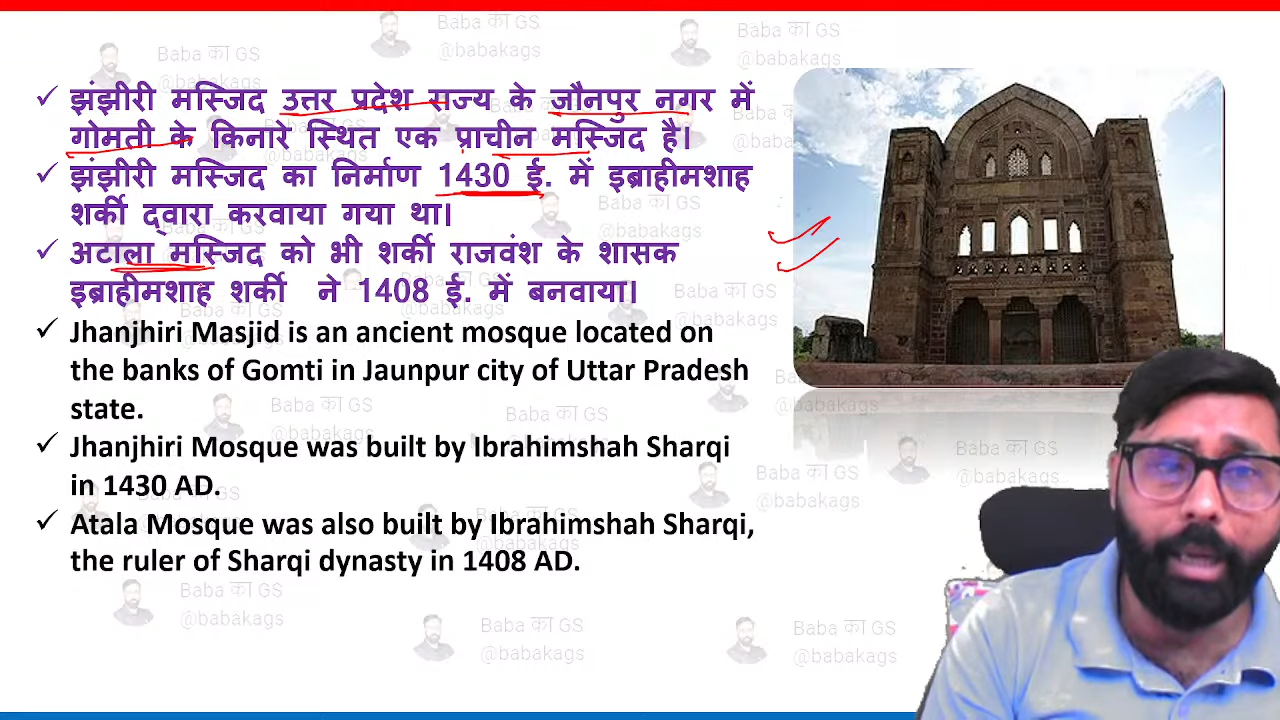 झंझीरी मस्जिद उत्तर प्रदेश राज्य के जौनपुर नगर में
गोमती के किनारे स्थित एक प्राचीन मस्जिद है।
झंझीरी मस्जिद का निर्माण 1430 ई. में इब्राहीमशाह
शर्की द्वारा करवाया गया था।
अटाला मस्जिद को भी शर्की राजवंश के शासक
इब्राहीमशाह शर्की ने 1408 ई. में बनवाया।
Jhanjhiri Masjid is an ancient mosque located on
the banks of Gomti in Jaunpur city of Uttar Pradesh
state.
Jhanjhiri Mosque was built by Ibrahimshah Sharqi
in 1430 AD.
Atala Mosque was also built by Ibrahimshah Sharqi,
the ruler of Sharqi dynasty in 1408 AD.
Baba का GS
@babakags